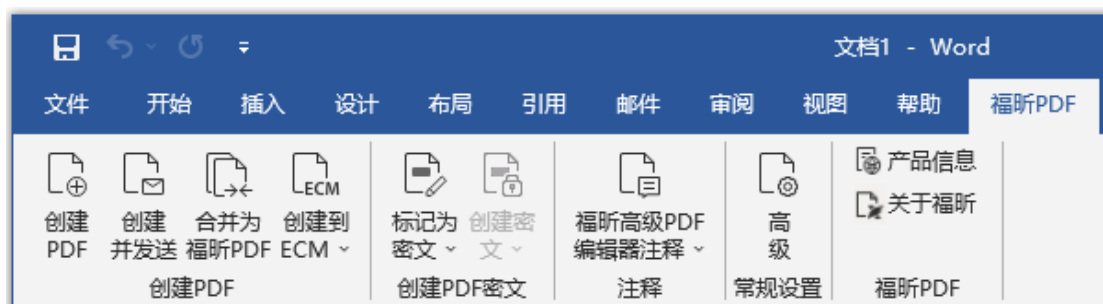 文档1 - Word
文件 开始 插入 设计 布局 引用 邮件 审阅 视图 帮助 福昕PDF
ECM
创建
PDF
创建
并发送
合并为
福昕PDF
创建到
ECM
创建PDF
标记为
密文
创建密
文
创建PDF密文
福昕高级PDF
编辑器注释
注释
高
级
常规设置
产品信息
关于福昕
福昕PDF